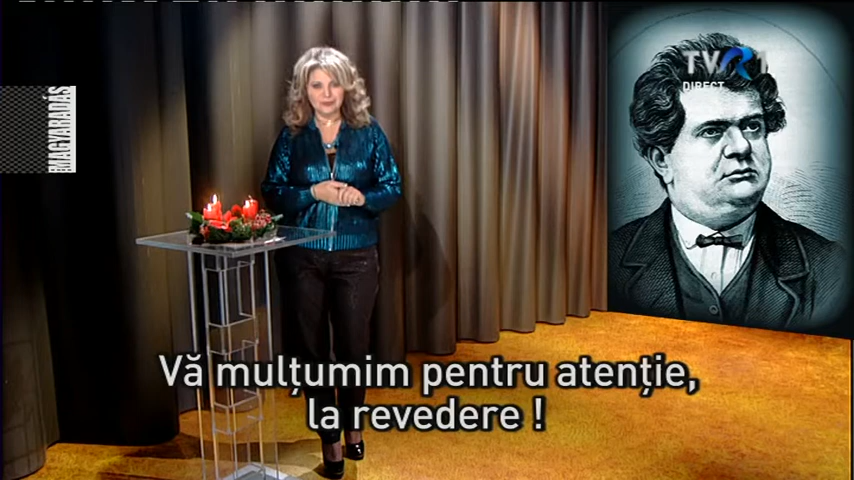 TVR1
DIRECT
MAGYARADÁS
Vă mulțumim pentru atenție,
la revedere !